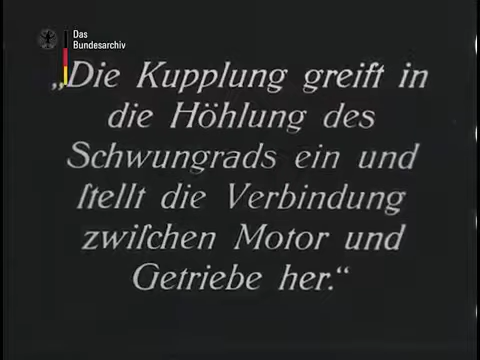 Das
Bundesarchiv
„Die Kupplung greift in
die Höhlung des
Schwungrads ein und
ſtellt die Verbindung
zwiſchen Motor und
Getriebe her.“